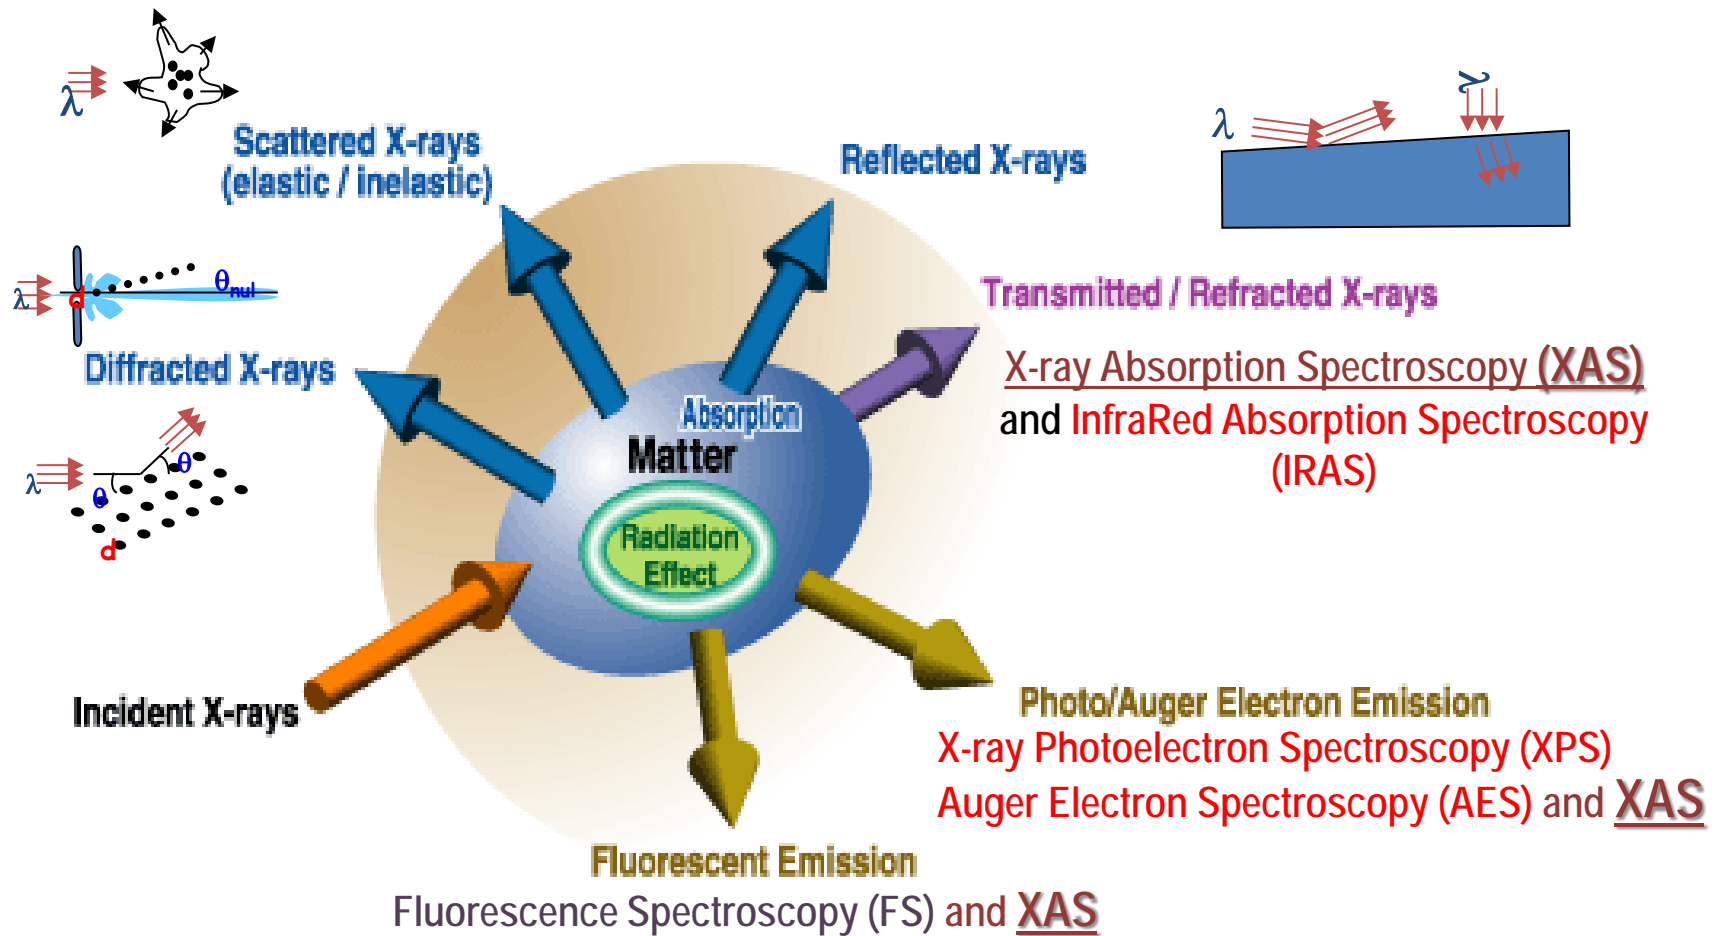 λ
Scattered X-rays
(elastic / inelastic)
Reflected X-rays
λ
λ
λ
d
θnul
Diffracted X-rays
λ
θ
θ
d
Transmitted / Refracted X-rays
X-ray Absorption Spectroscopy (XAS)
and InfraRed Absorption Spectroscopy
(IRAS)
Absorption
Matter
Radiation
Effect
Incident X-rays
Photo/Auger Electron Emission
X-ray Photoelectron Spectroscopy (XPS)
Auger Electron Spectroscopy (AES) and XAS
Fluorescent Emission
Fluorescence Spectroscopy (FS) and XAS